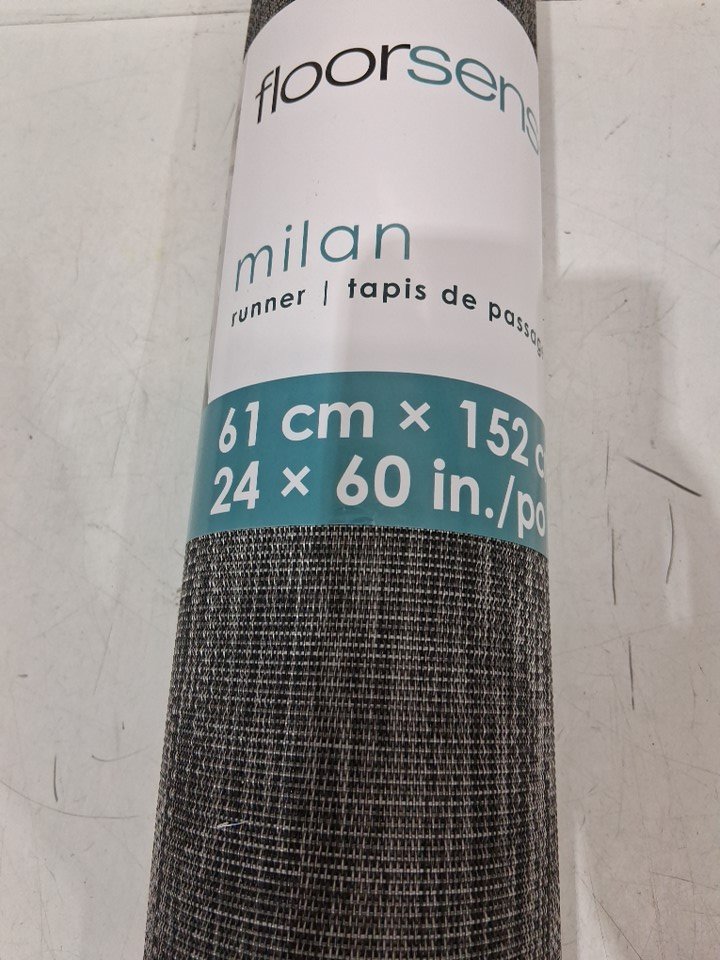 floorsens
milan
runner | tapis de passag
61 cm × 152 c
24 × 60 in./po